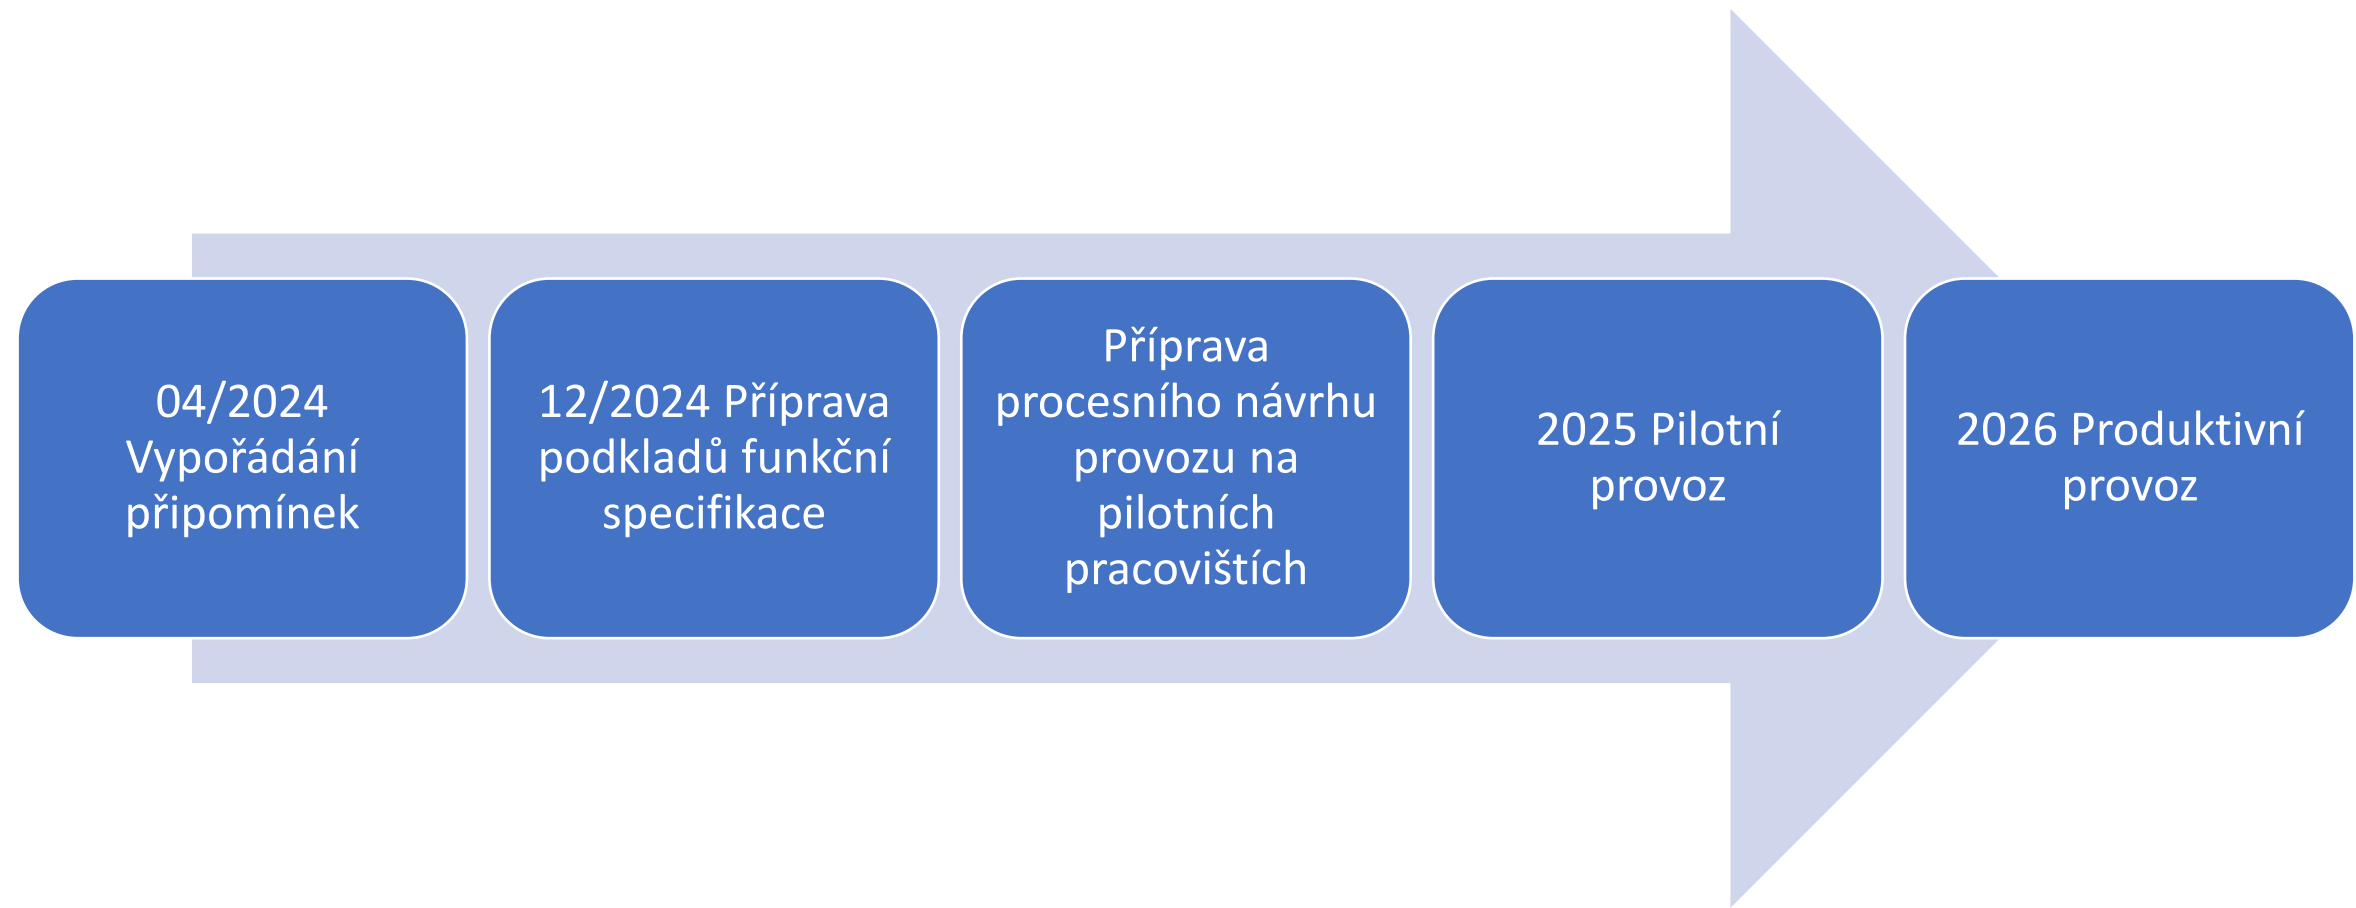 04/2024
Vypořádání
připomínek
12/2024 Příprava
podkladů funkční
specifikace
Příprava
procesního návrhu
provozu na
pilotních
pracovištích
2025 Pilotní
provoz
2026 Produktivní
provoz